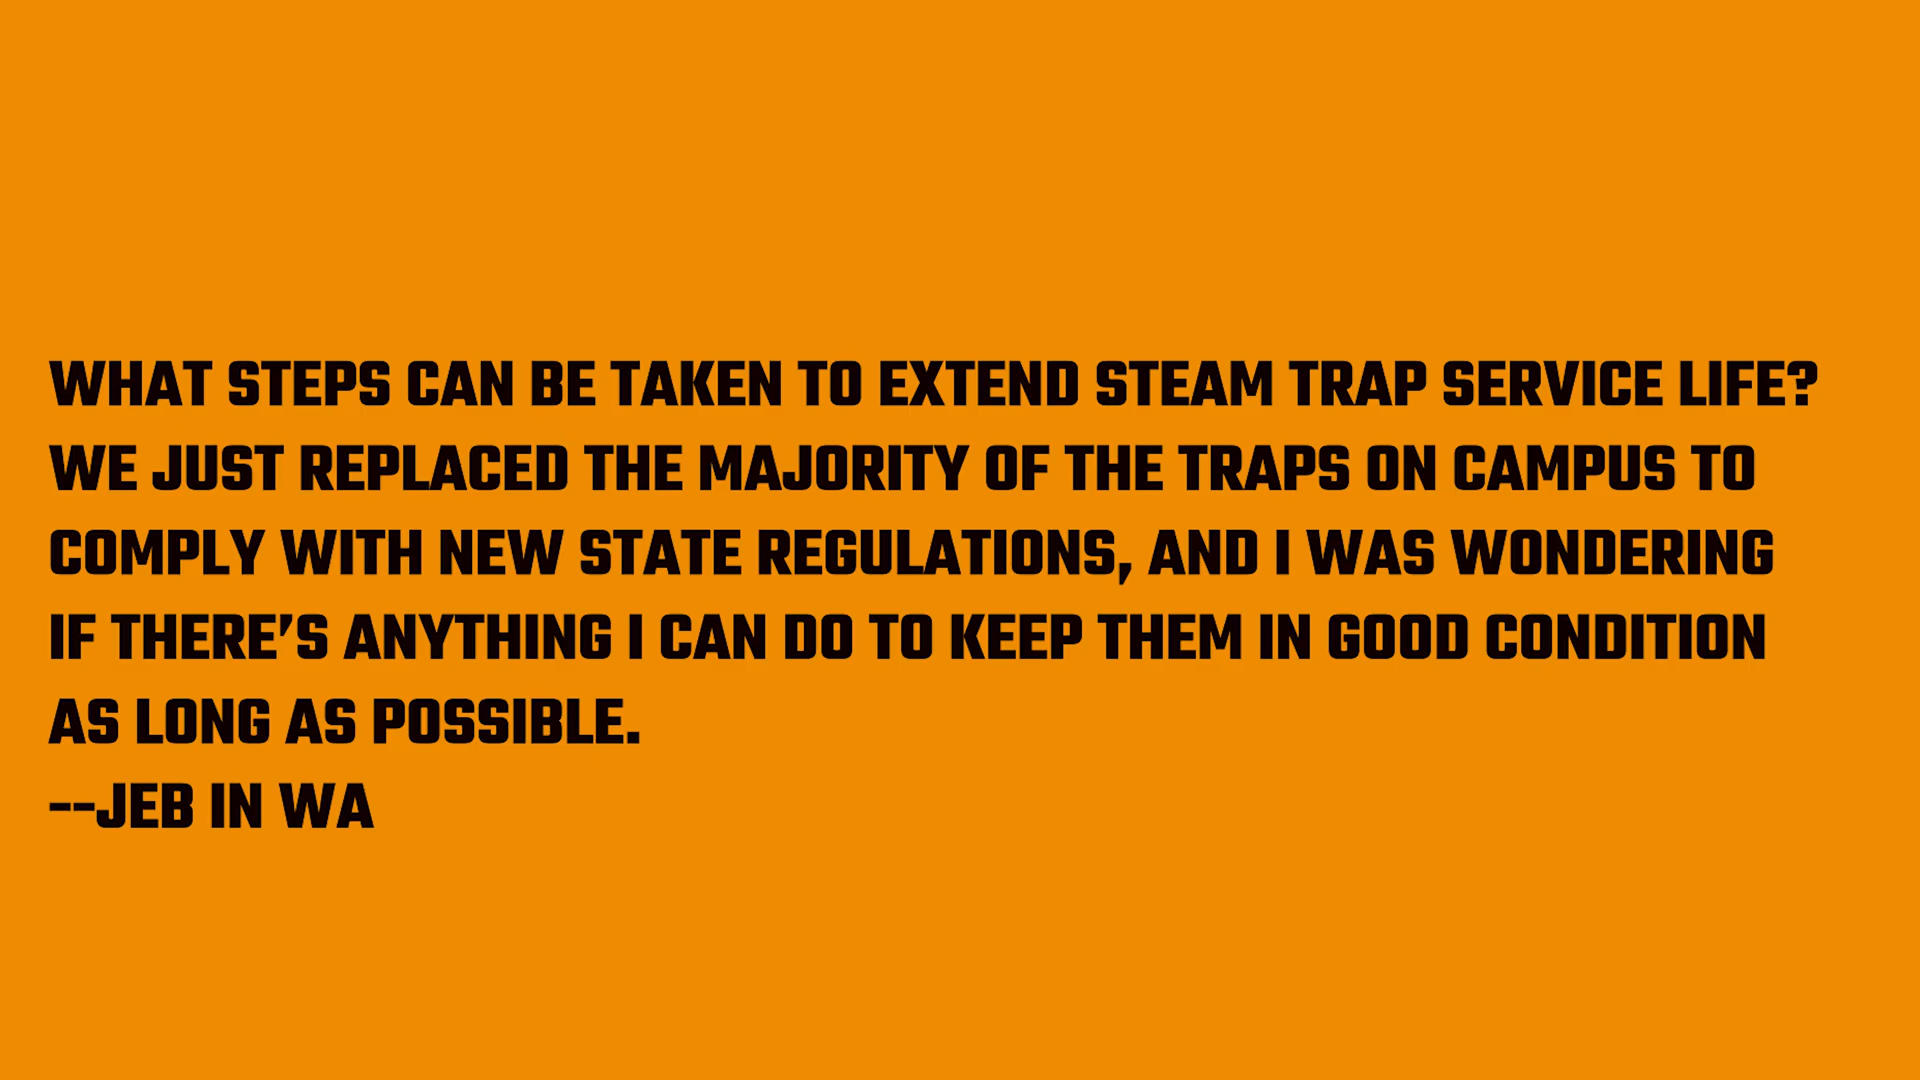 WHAT STEPS CAN BE TAKEN TO EXTEND STEAM TRAP SERVICE LIFE?
WE JUST REPLACED THE MAJORITY OF THE TRAPS ON CAMPUS TO
COMPLY WITH NEW STATE REGULATIONS, AND I WAS WONDERING
IF THERE’S ANYTHING I CAN DO TO KEEP THEM IN GOOD CONDITION
AS LONG AS POSSIBLE.
--JEB IN WA